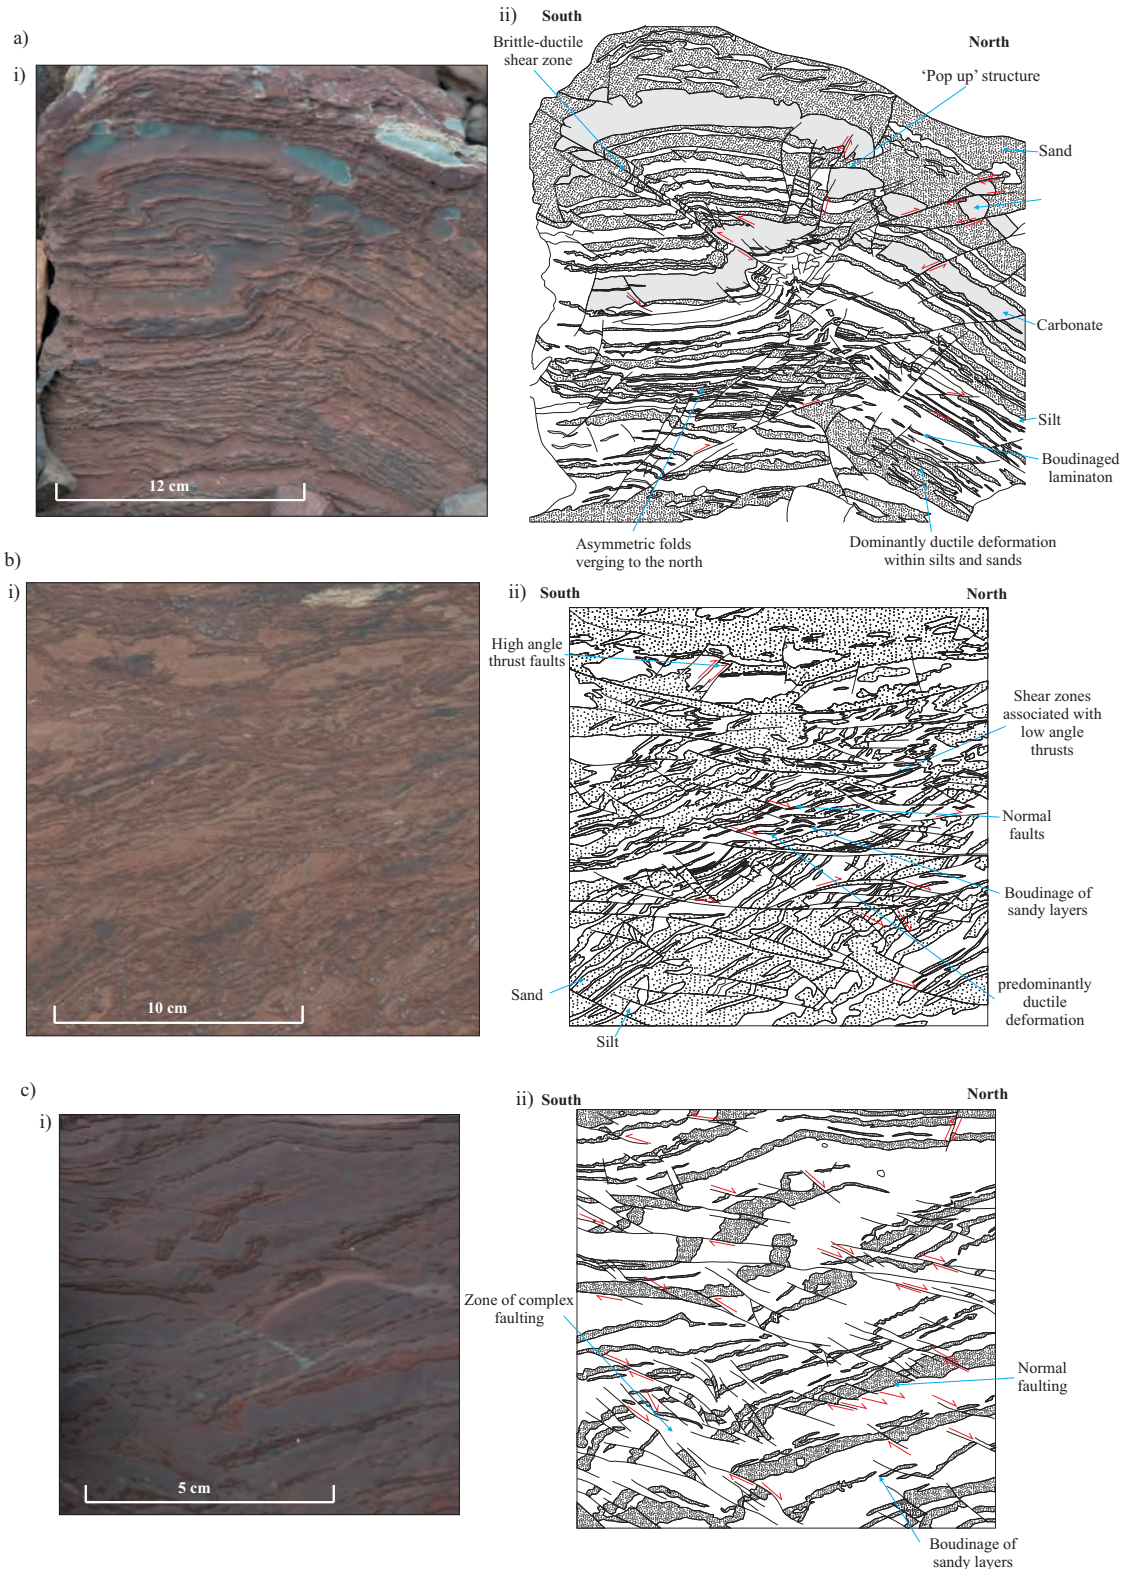 a)
i)
12 cm
ii) South
North
Brittle-ductile
shear zone
'Pop up' structure
Sand
Carbonate
Silt
Boudinaged
laminaton
Asymmetric folds
verging to the north
Dominantly ductile deformation
within silts and sands
b)
i)
10 cm
ii) South
North
High angle
thrust faults
Shear zones
associated with
low angle
thrusts
Normal
faults
Boudinage of
sandy layers
predominantly
ductile
deformation
Sand
Silt
c)
i)
5 cm
ii) South
North
Zone of complex
faulting
Normal
faulting
Boudinage of
sandy layers